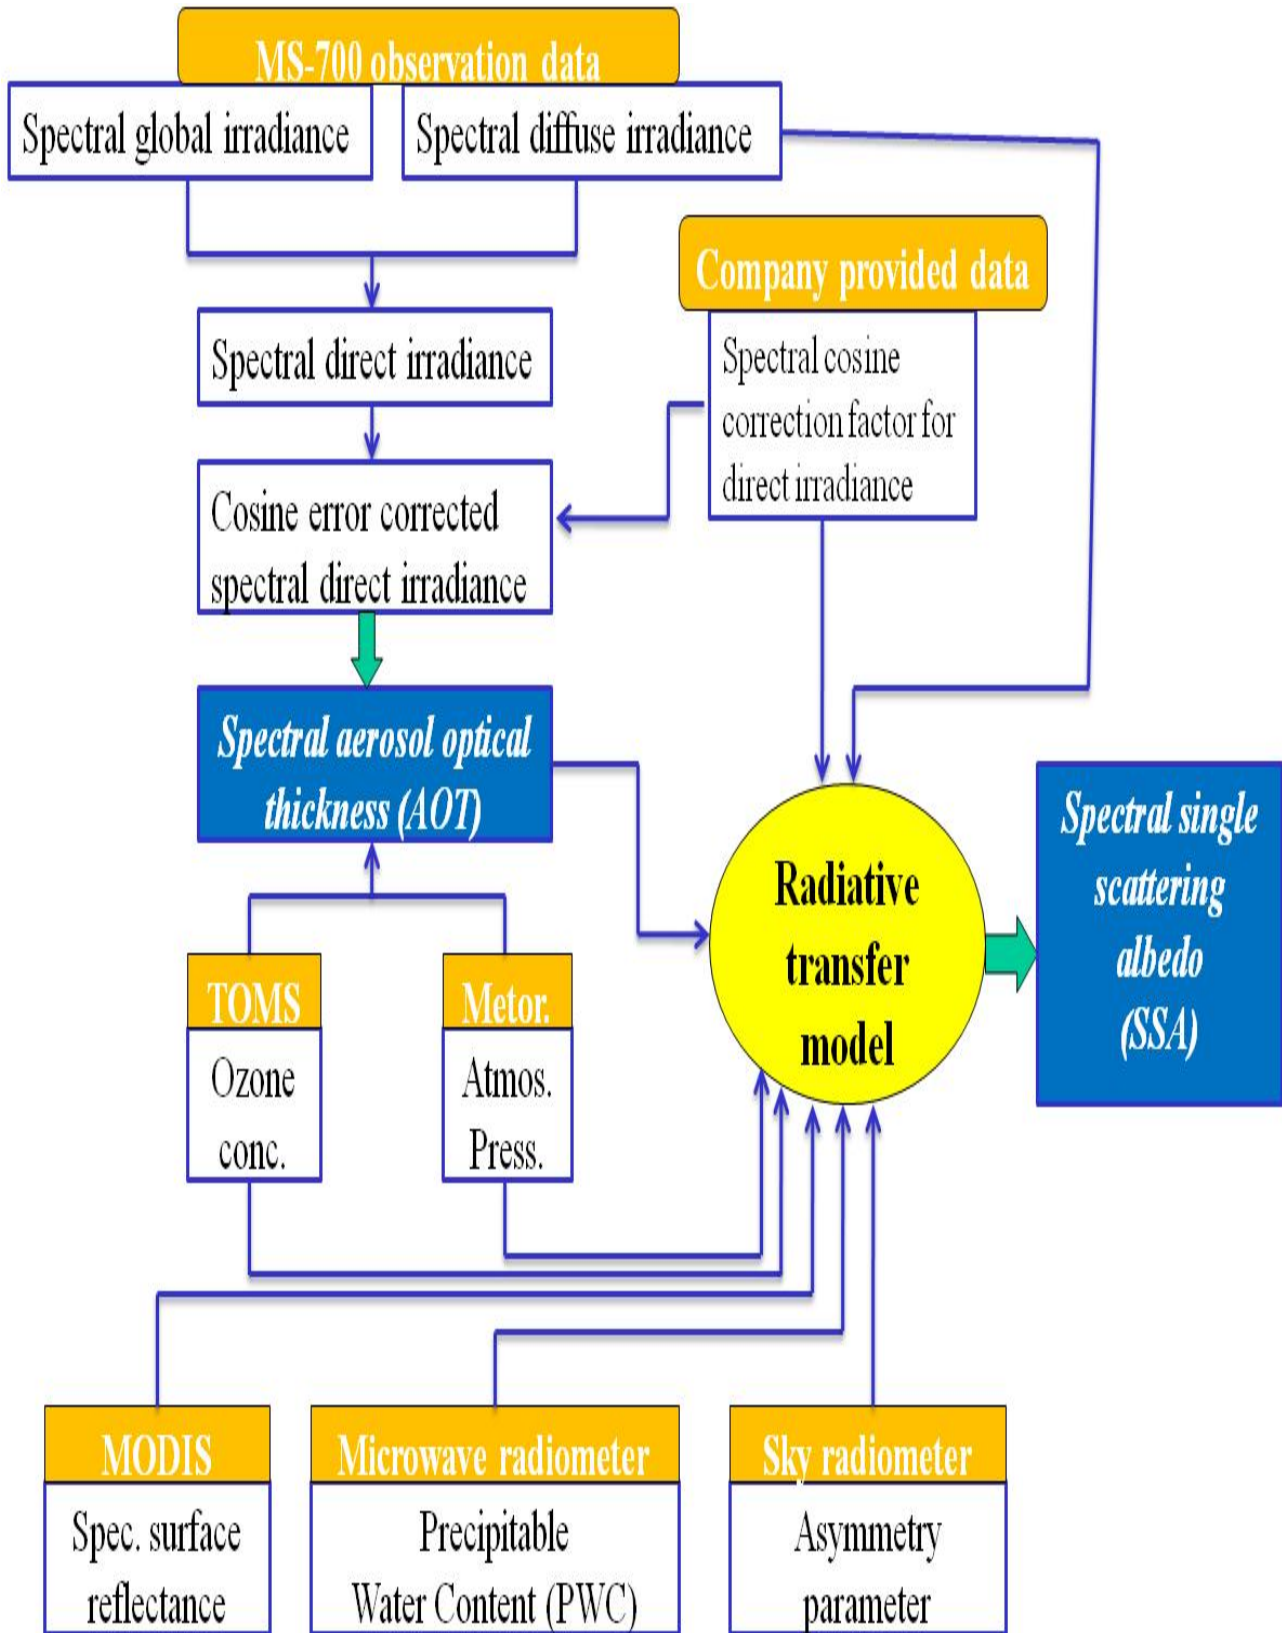 MS-700 observation data
Spectral global irradiance
Spectral diffuse irradiance
Company provided data
Spectral direct irradiance
Spectral cosine
correction factor for
direct irradiance
Cosine error corrected
spectral direct irradiance
Spectral aerosol optical
thickness (AOT)
Radiative
transfer
model
Spectral single
scattering
albedo
(SSA)
TOMS
Ozone
conc.
Metor.
Atmos.
Press.
MODIS
Spec. surface
reflectance
Microwave radiometer
Precipitable
Water Content (PWC)
Sky radiometer
Asymmetry
parameter